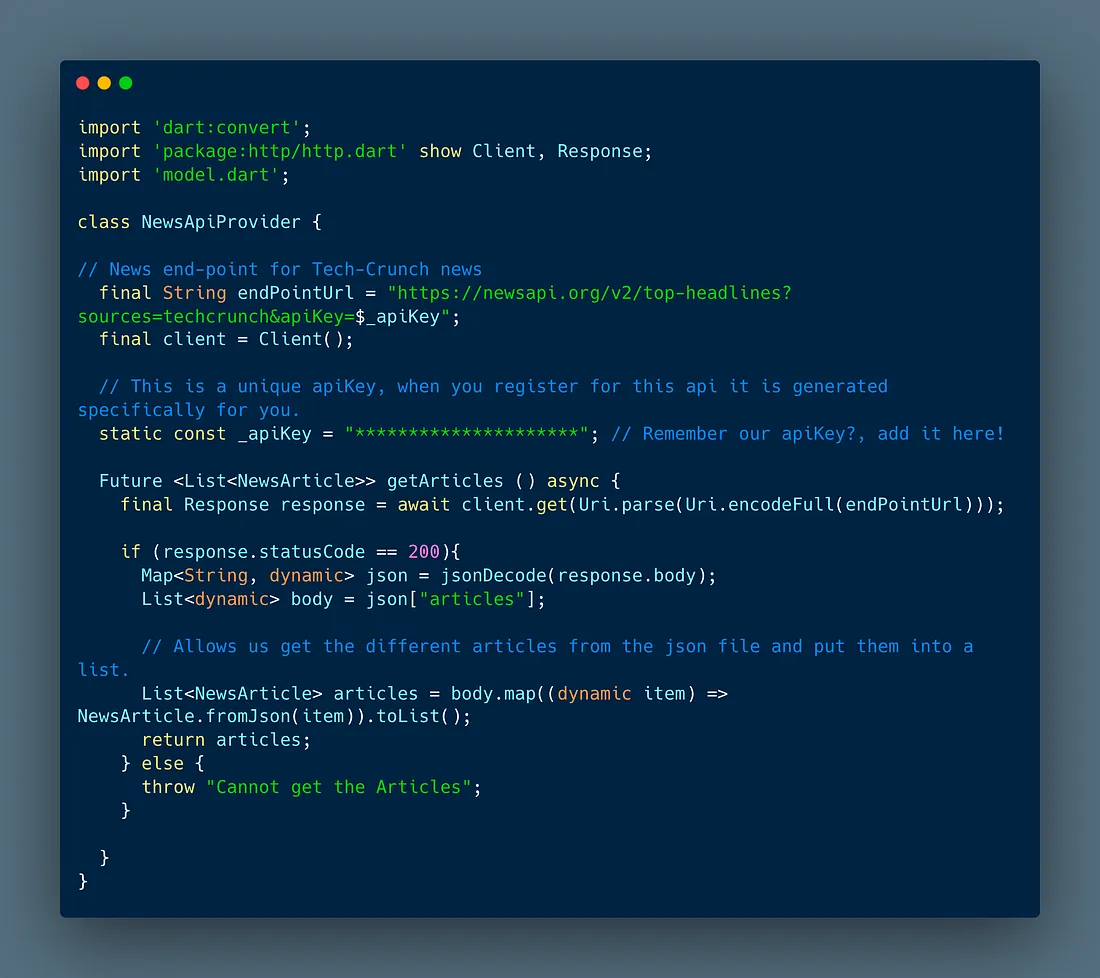 import 'dart:convert';
import 'package:http/http.dart' show Client, Response;
import 'model.dart';

class NewsApiProvider {

// News end-point for Tech-Crunch news
  final String endPointUrl = "https://newsapi.org/v2/top-headlines?
sources=techcrunch&apiKey=$_apiKey";
  final client = Client();

  // This is a unique apiKey, when you register for this api it is generated
specifically for you.
  static const _apiKey = "*********************"; // Remember our apiKey?, add it here!

  Future <List<NewsArticle>> getArticles () async {
    final Response response = await client.get(Uri.parse(Uri.encodeFull(endPointUrl)));

    if (response.statusCode == 200){
      Map<String, dynamic> json = jsonDecode(response.body);
      List<dynamic> body = json["articles"];

      // Allows us get the different articles from the json file and put them into a
list.
      List<NewsArticle> articles = body.map((dynamic item) =>
NewsArticle.fromJson(item)).toList();
      return articles;
    } else {
      throw "Cannot get the Articles";
    }

  }
}